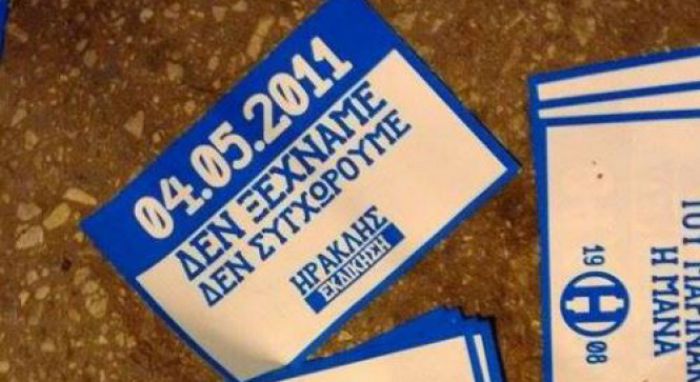 04.05.2011
ΔΕΝ ΞΕΧΝΑΜΕ
ΔΕΝ ΣΥΓΧΩΡΟΥΜΕ
ΗΡΑΚΛΗΣ
ΕΚΔΙΚΗΣΗ
Η ΜΑΝΑ
19 Η 08